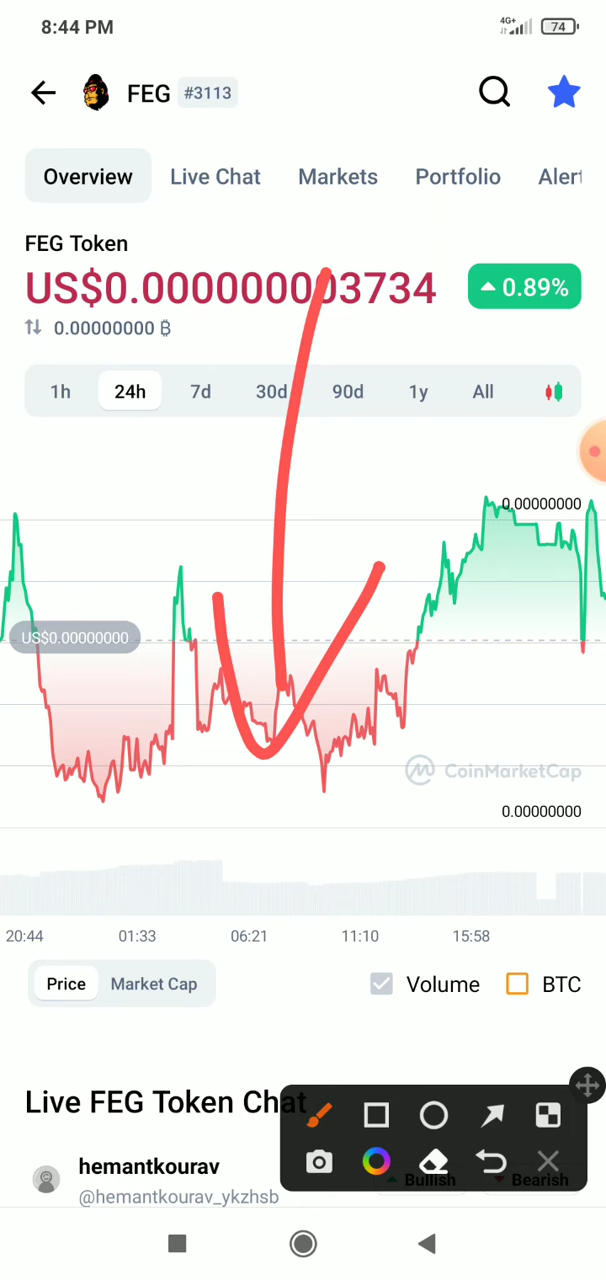 8:44 PM
4G+
74
FEG #3113
Overview Live Chat Markets Portfolio Alert
FEG Token
US$0.000000003734
0.89%
0.00000000 ₿
1h 24h 7d 30d 90d 1y All
0.00000000
US$0.00000000
CoinMarketCap
0.00000000
20:44 01:33 06:21 11:10 15:58
Price Market Cap Volume BTC
Live FEG Token Chat
hemantkourav
@hemantkourav_ykzhsb
Bullish Bearish